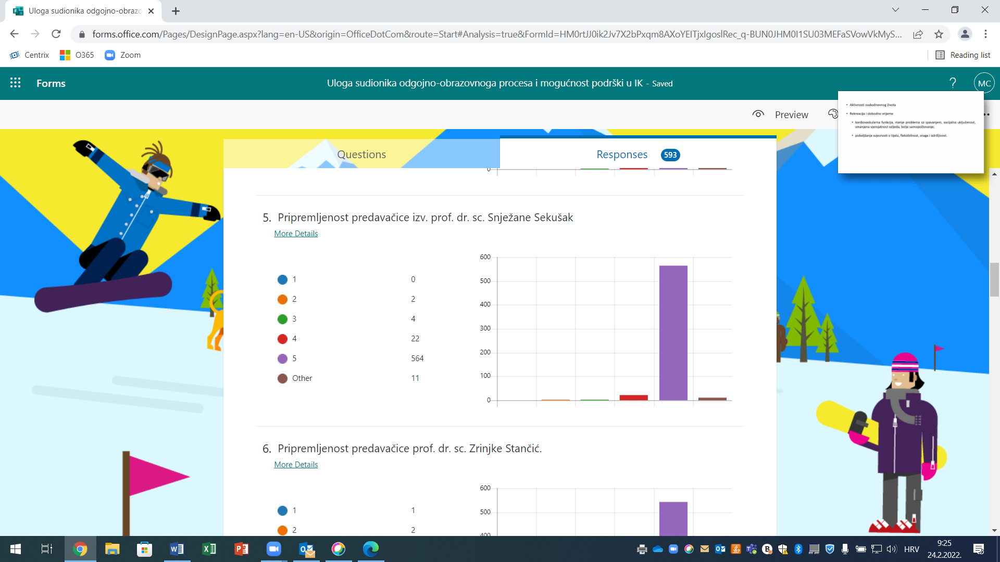 Uloga sudionika odgojno-obrazo
forms.office.com/Pages/DesignPage.aspx?lang=en-US&origin=OfficeDotCom&route=Start#Analysis=true&FormId=HM0rtJJ0ik2Jv7X2bPxqm8AXoYEITjxIgoslRec_q-BUN0JHM0I1SU03MEFaSVowVkMyS...
Centrix O365 Zoom Reading list
Forms
Uloga sudionika odgojno-obrazovnoga procesa i mogućnost podrški u IK - Saved
? MC
Preview
• Aktivnosti svakodnevnog života
• Rekreacija i slobodno vrijeme
• kardiovaskularna funkcija, manje problema sa spavanjem, socijalna uključenost,
smanjena vjerojatnost ozljeda, bolje samopoštovanje;
• poboljšanje svjesnosti o tijelu, fleksibilnost, snaga i izdržljivost.
Questions
Responses 593
0
5. Pripremljenost predavačice izv. prof. dr. sc. Snježane Sekušak
More Details
1 0
2 2
3 4
4 22
5 564
Other 11
600
500
400
300
200
100
0
6. Pripremljenost predavačice prof. dr. sc. Zrinjke Stančić.
More Details
1 1
2 2
600
500
400
HRV
9:25
24.2.2022.